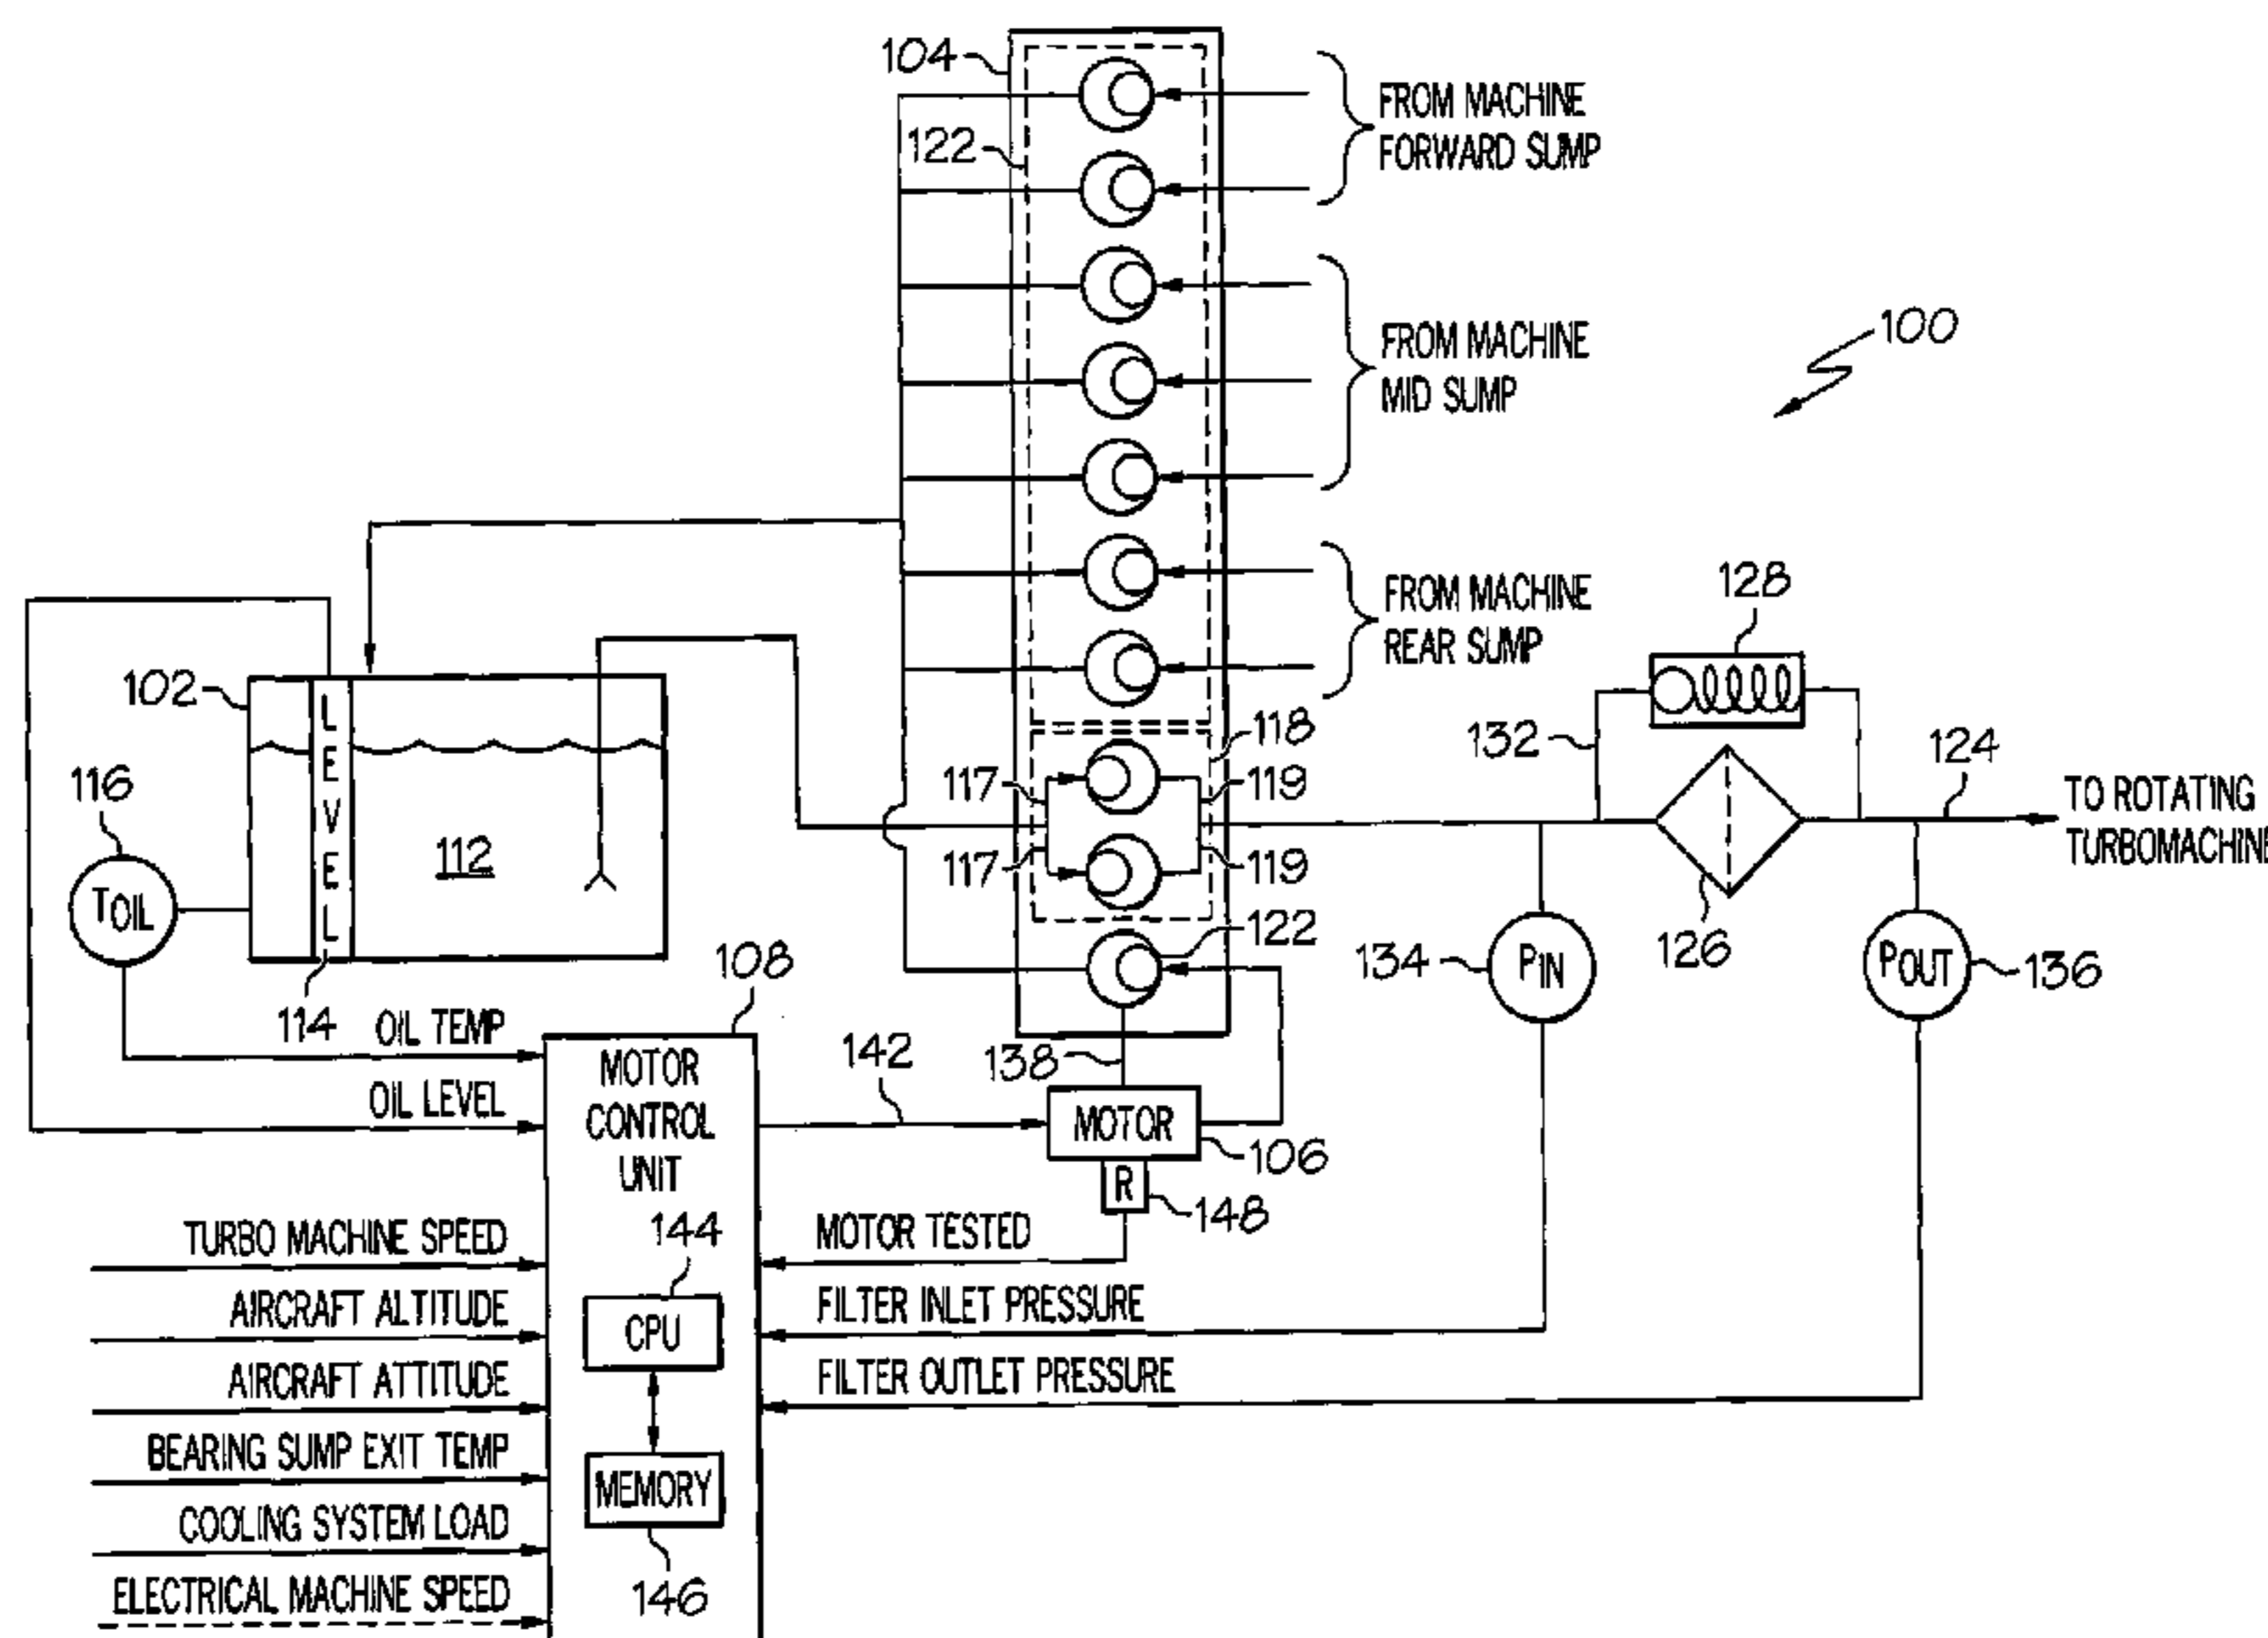 104
FROM MACHINE
FORWARD SUMP
122
100
FROM MACHINE
MID SUMP
128
FROM MACHINE
REAR SUMP
102
L
E
V
E
L
118
132
124
116
117
119
TO ROTATING
TURBOMACHINE
112
TOIL
117
119
122
126
134
PIN
POUT
136
108
114
OIL TEMP
142
138
MOTOR
CONTROL
UNIT
OIL LEVEL
MOTOR
106
R
148
144
TURBO MACHINE SPEED
MOTOR TESTED
AIRCRAFT ALTITUDE
CPU
FILTER INLET PRESSURE
AIRCRAFT ATTITUDE
FILTER OUTLET PRESSURE
BEARING SUMP EXIT TEMP
MEMORY
COOLING SYSTEM LOAD
146
ELECTRICAL MACHINE SPEED